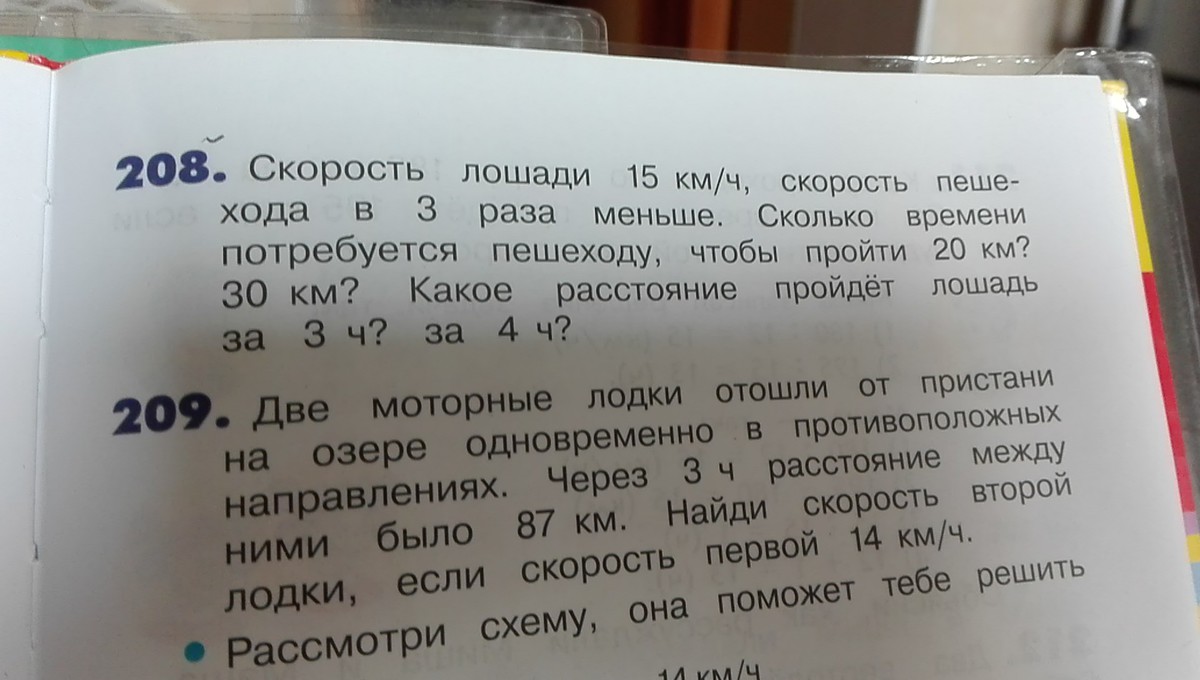 208. Скорость лошади 15 км/ч, скорость пеше-
хода в 3 раза меньше. Сколько времени
потребуется пешеходу, чтобы пройти 20 км?
30 км? Какое расстояние пройдёт лошадь
за 3 ч? за 4 ч?
209. Две моторные лодки отошли от пристани
на озере одновременно в противоположных
направлениях. Через 3 ч расстояние между
ними было 87 км. Найди скорость второй
лодки, если скорость первой 14 км/ч.
• Рассмотри схему, она поможет тебе решить
14 км/ч